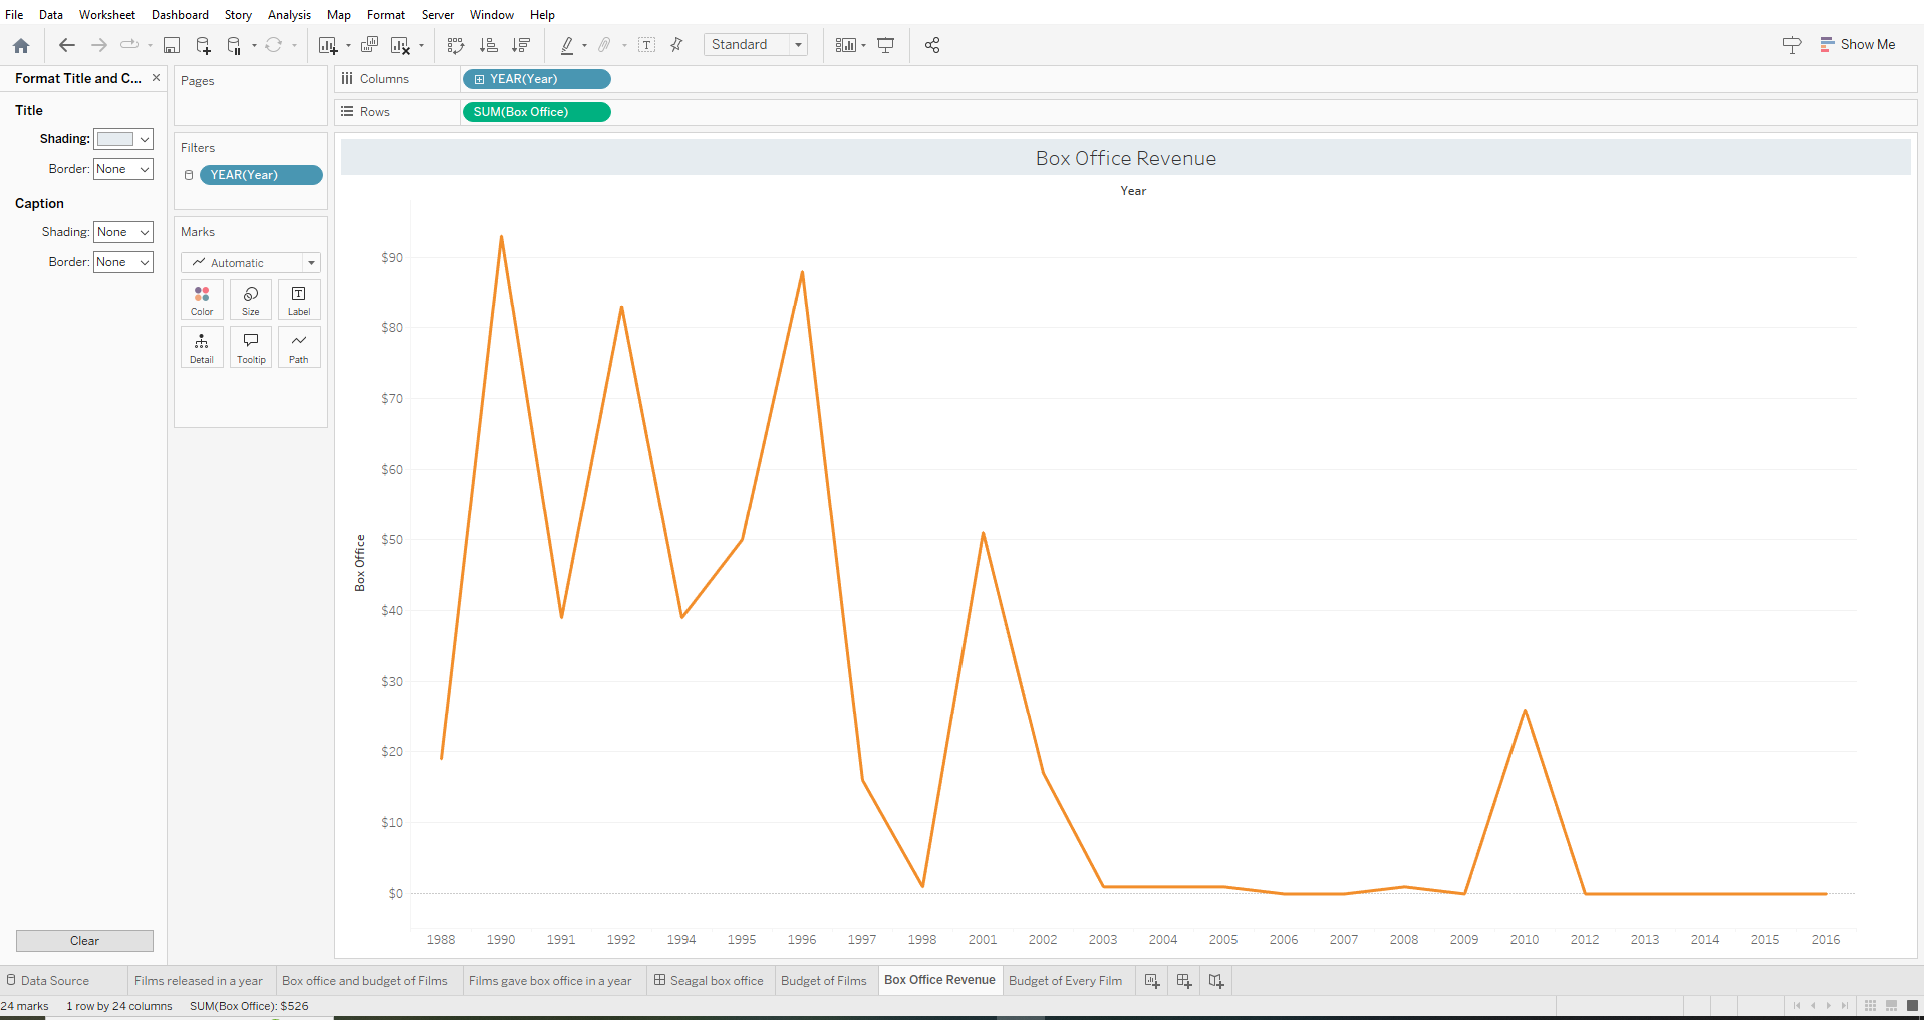 File Data Worksheet Dashboard Story Analysis Map Format Server Window Help
Standard
Show Me
Format Title and C...
Title
Shading:
Border: None
Caption
Shading: None
Border: None
Clear
Pages
Filters
YEAR(Year)
Marks
Automatic
Color Size Label
Detail Tooltip Path
Columns YEAR(Year)
Rows SUM(Box Office)
Box Office Revenue
Year
Box Office
$90
$80
$70
$60
$50
$40
$30
$20
$10
$0
1988 1990 1991 1992 1994 1995 1996 1997 1998 2001 2002 2003 2004 2005 2006 2007 2008 2009 2010 2012 2013 2014 2015 2016
Data Source Films released in a year Box office and budget of Films Films gave box office in a year Seagal box office Budget of Films Box Office Revenue Budget of Every Film
24 marks 1 row by 24 columns SUM(Box Office): $526